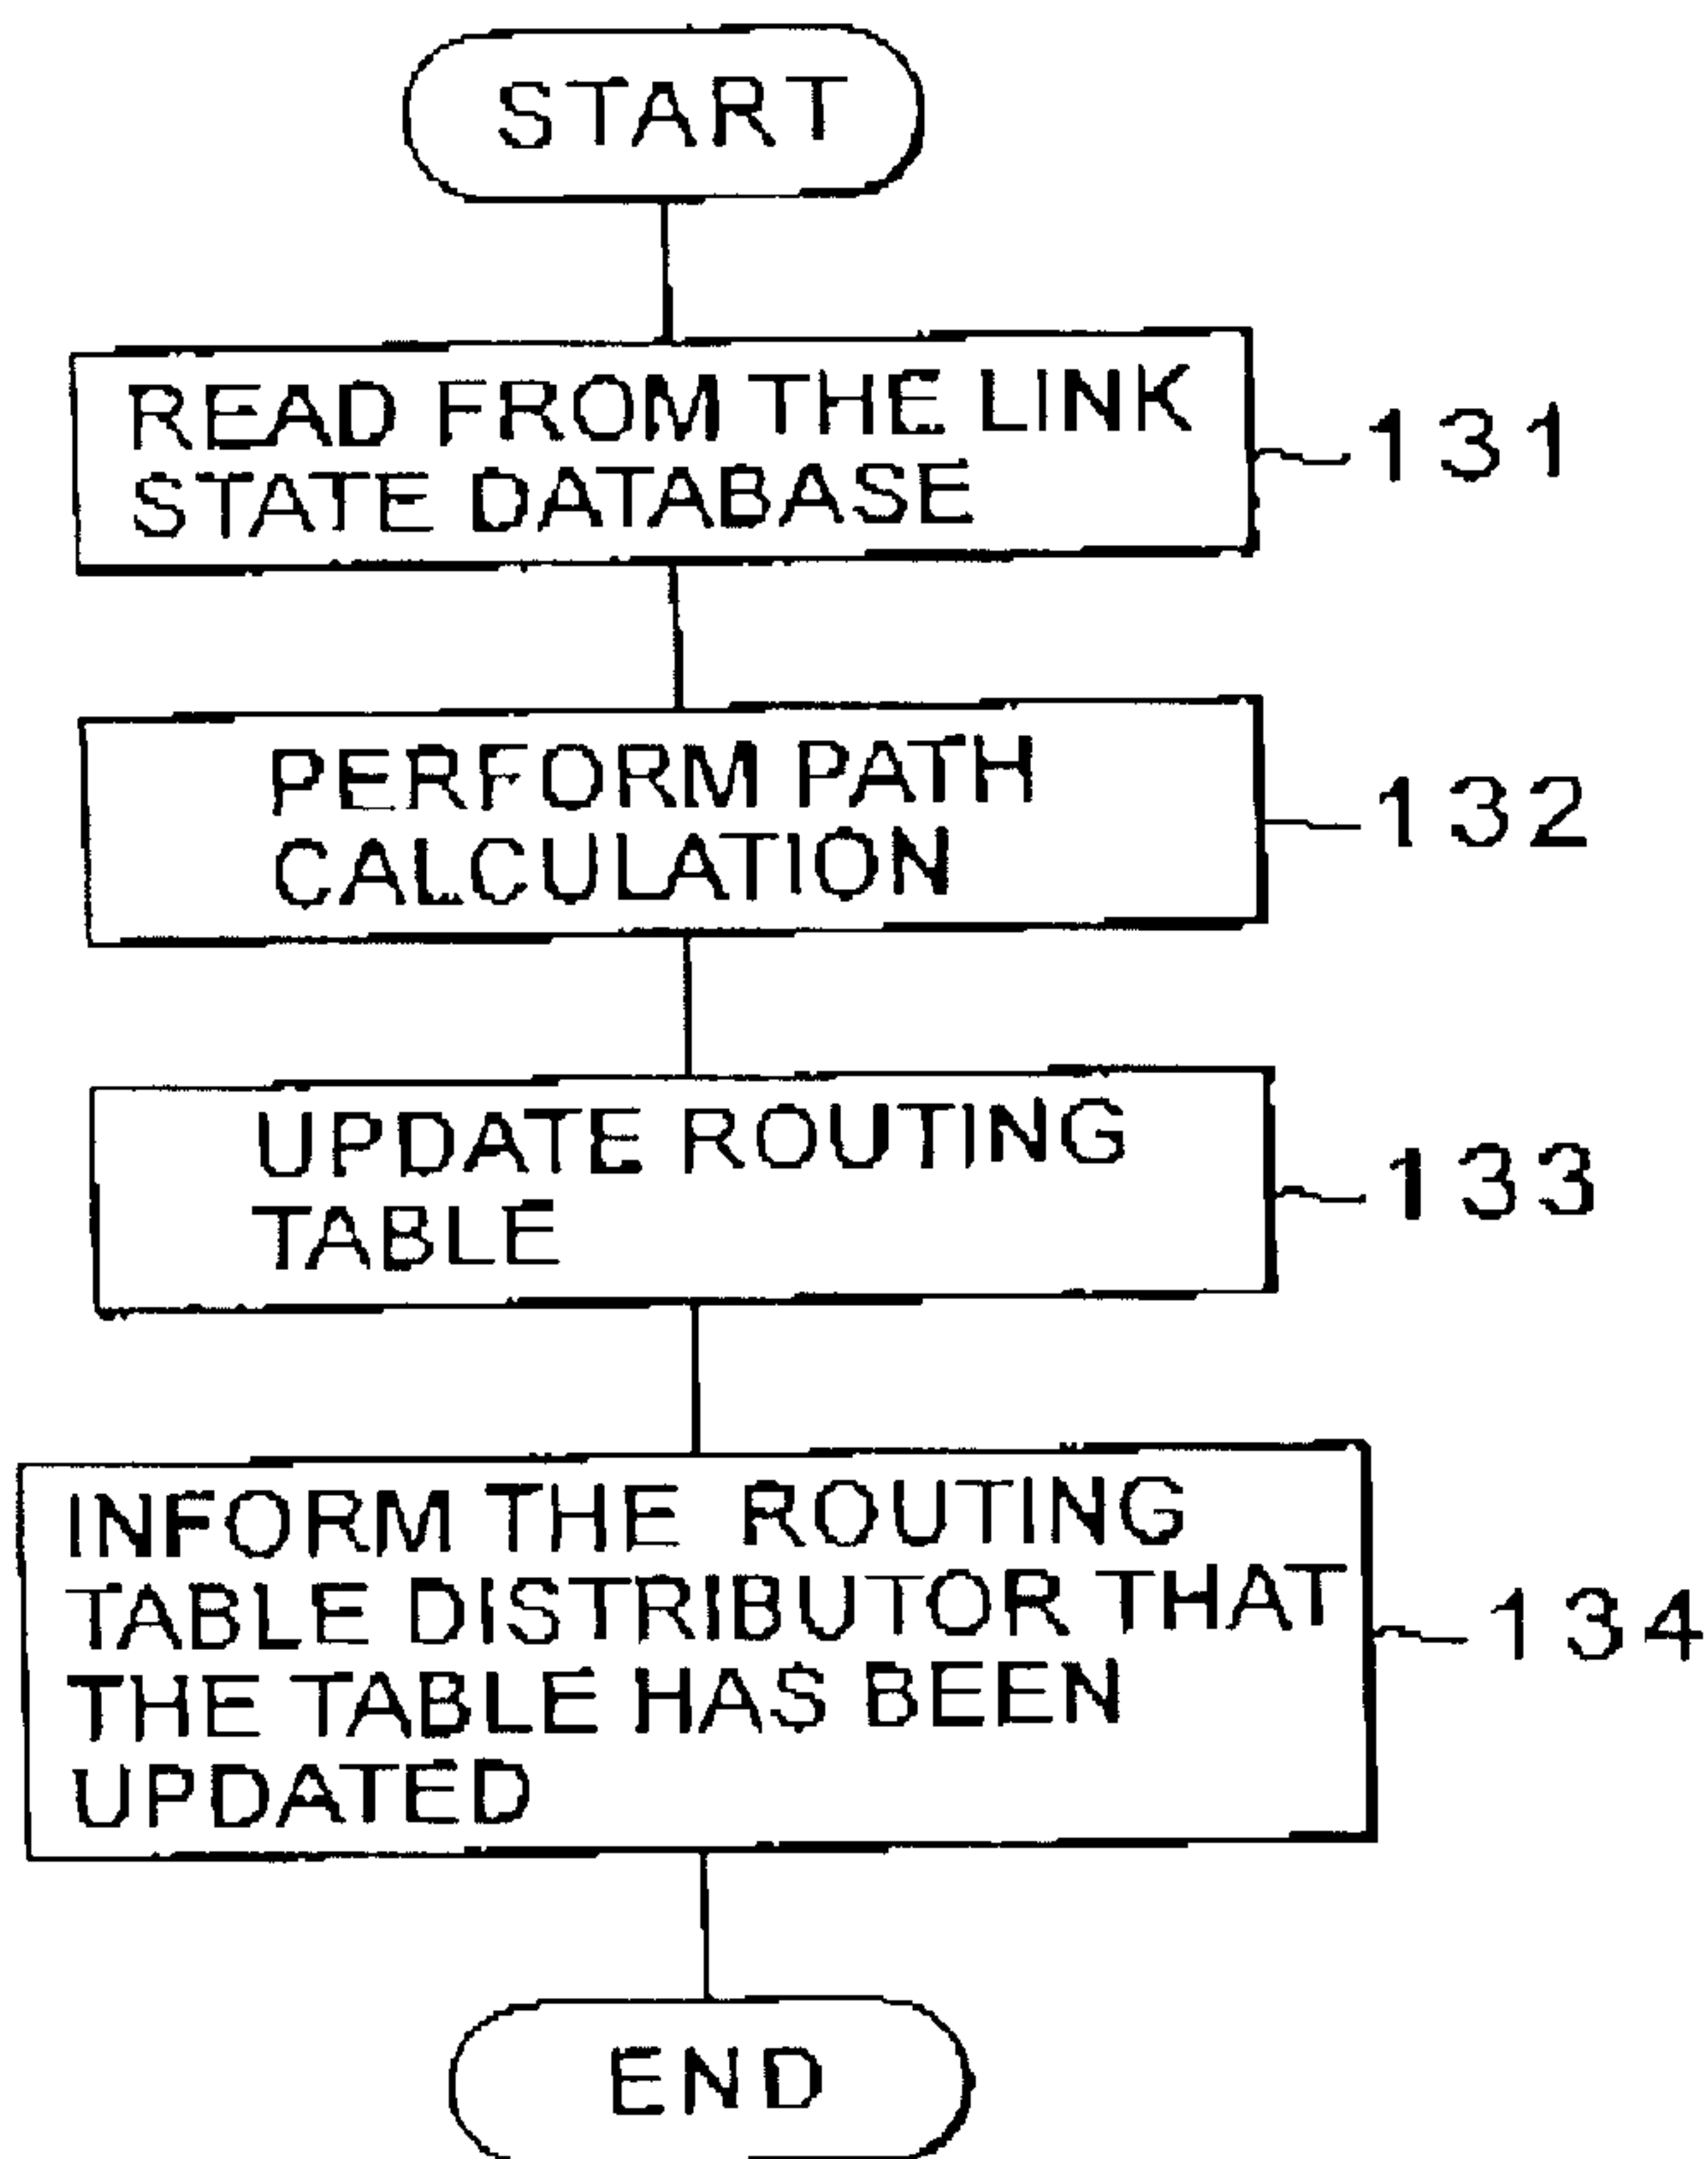 START
READ FROM THE LINK
STATE DATABASE
131
PERFORM PATH
CALCULATION
132
UPDATE ROUTING
TABLE
133
INFORM THE ROUTING
TABLE DISTRIBUTOR THAT
THE TABLE HAS BEEN
UPDATED
134
END